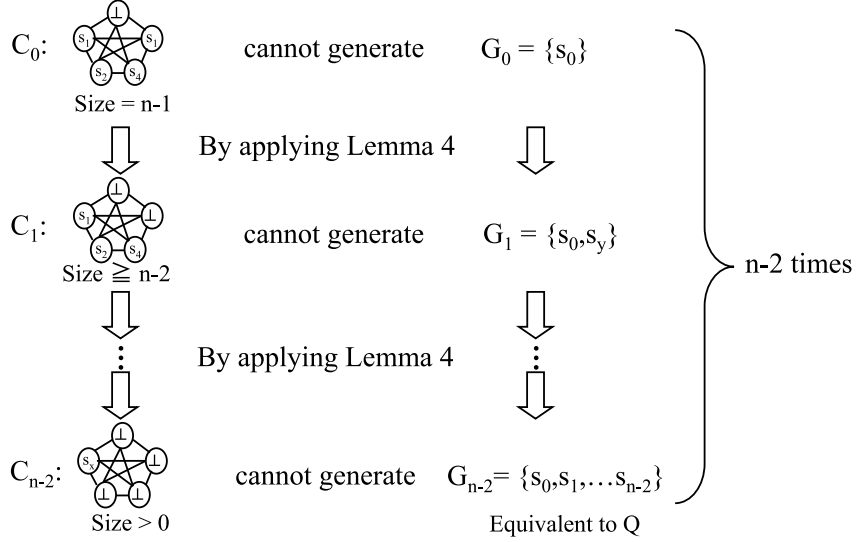 ⊥
s₁ s₁
C₀: cannot generate G₀ = {s₀}
s₂ s₄
Size = n-1
By applying Lemma 4
⊥
s₁ ⊥
C₁: cannot generate G₁ = {s₀,s_y}
s₂ s₄
Size ≧ n-2
n-2 times
By applying Lemma 4
⊥
sₓ ⊥
Cₙ₋₂: cannot generate Gₙ₋₂= {s₀,s₁,…sₙ₋₂}
⊥ ⊥
Size > 0 Equivalent to Q